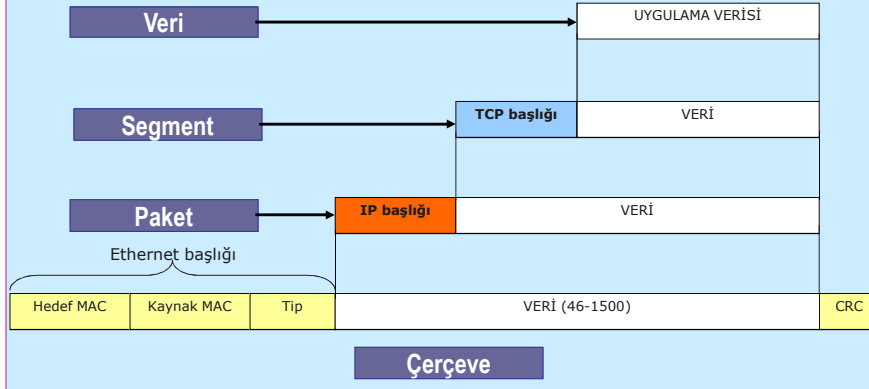 Veri
UYGULAMA VERİSİ
Segment
TCP başlığı
VERİ
Paket
IP başlığı
VERİ
Ethernet başlığı
Hedef MAC
Kaynak MAC
Tip
VERİ (46-1500)
CRC
Çerçeve